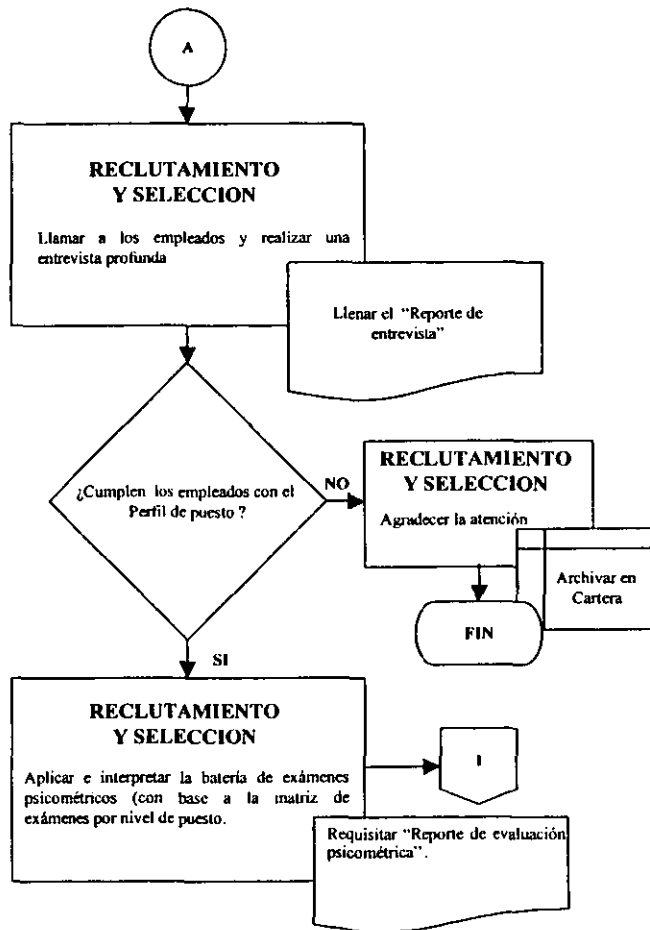 A
RECLUTAMIENTO
Y SELECCION
Llamar a los empleados y realizar una
entrevista profunda
Llenar el "Reporte de
entrevista"
¿Cumplen los empleados con el
Perfil de puesto ?
NO
RECLUTAMIENTO
Y SELECCION
Agradecer la atención
Archivar en
Cartera
FIN
SI
RECLUTAMIENTO
Y SELECCION
Aplicar e interpretar la batería de exámenes
psicométricos (con base a la matriz de
exámenes por nivel de puesto.
1
Requisitar "Reporte de evaluación
psicométrica".